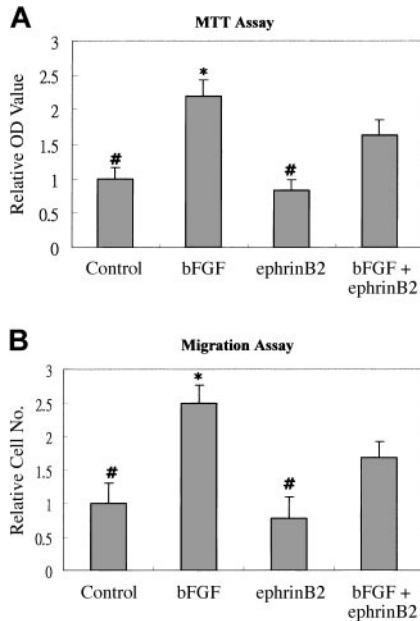 A
MTT Assay
Relative OD Value
3
2.5
2
1.5
1
0.5
0
#
*
#
Control
bFGF
ephrinB2
bFGF +
ephrinB2
B
Migration Assay
Relative Cell No.
3
2.5
2
1.5
1
0.5
0
#
*
#
Control
bFGF
ephrinB2
bFGF +
ephrinB2